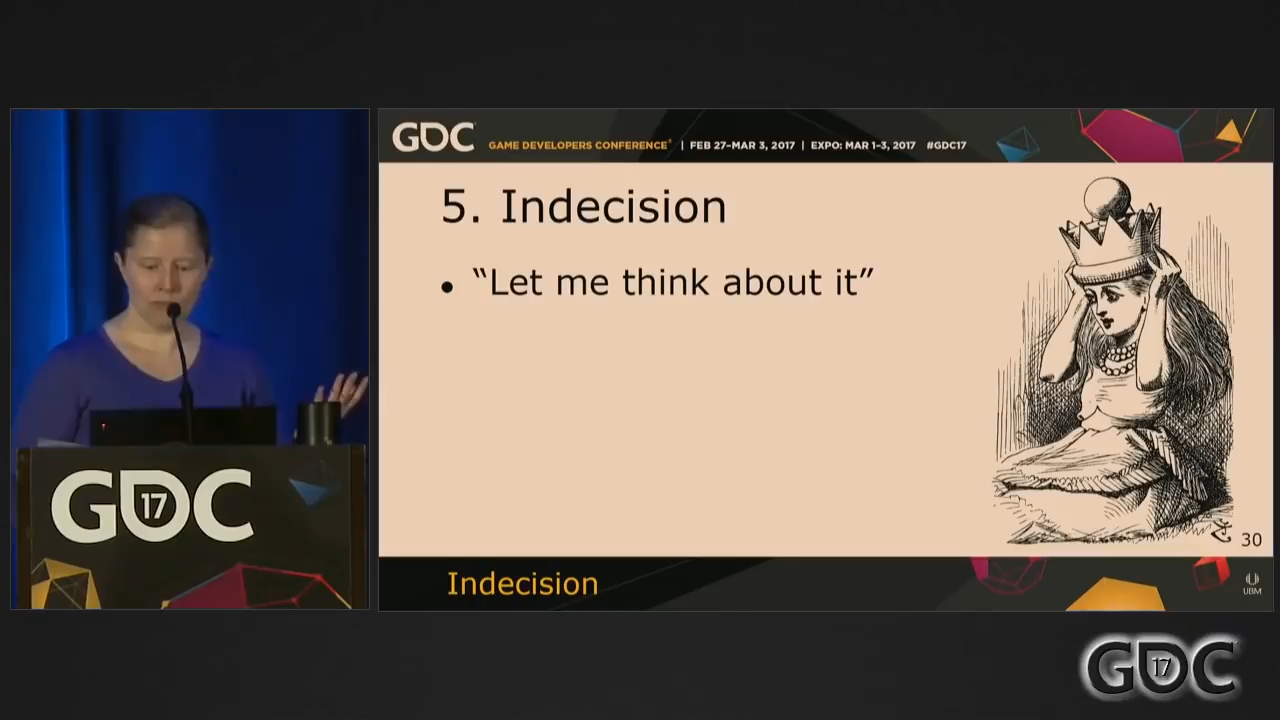 GDC
GAME DEVELOPERS CONFERENCE® | FEB 27-MAR 3, 2017 | EXPO: MAR 1-3, 2017 #GDC17
5. Indecision
• “Let me think about it”
30
Indecision
UBM
GDC 17
GDC 17